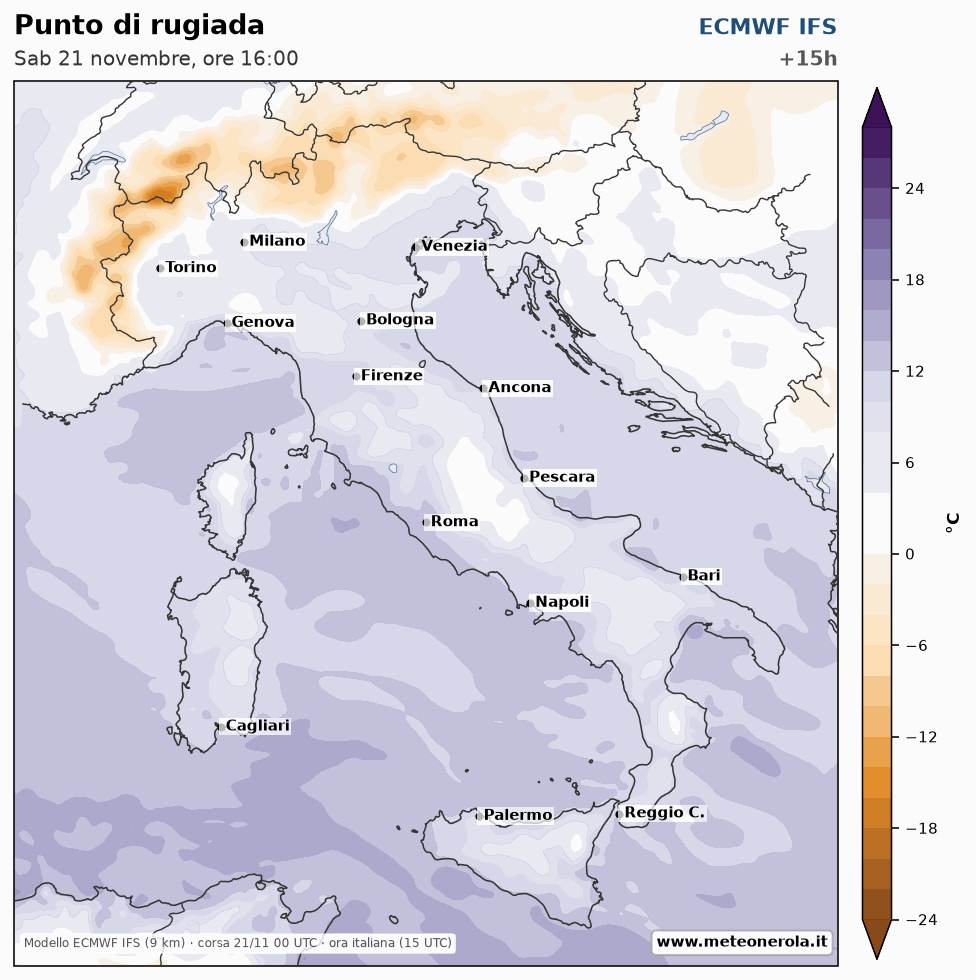 Punto di rugiada
ECMWF IFS
Sab 21 novembre, ore 16:00
+15h
Milano
Venezia
Torino
Genova
Bologna
Firenze
Ancona
Pescara
Roma
Bari
Napoli
Cagliari
Palermo
Reggio C.
24
18
12
6
0
−6
−12
−18
−24
°C
Modello ECMWF IFS (9 km) · corsa 21/11 00 UTC · ora italiana (15 UTC)
www.meteonerola.it